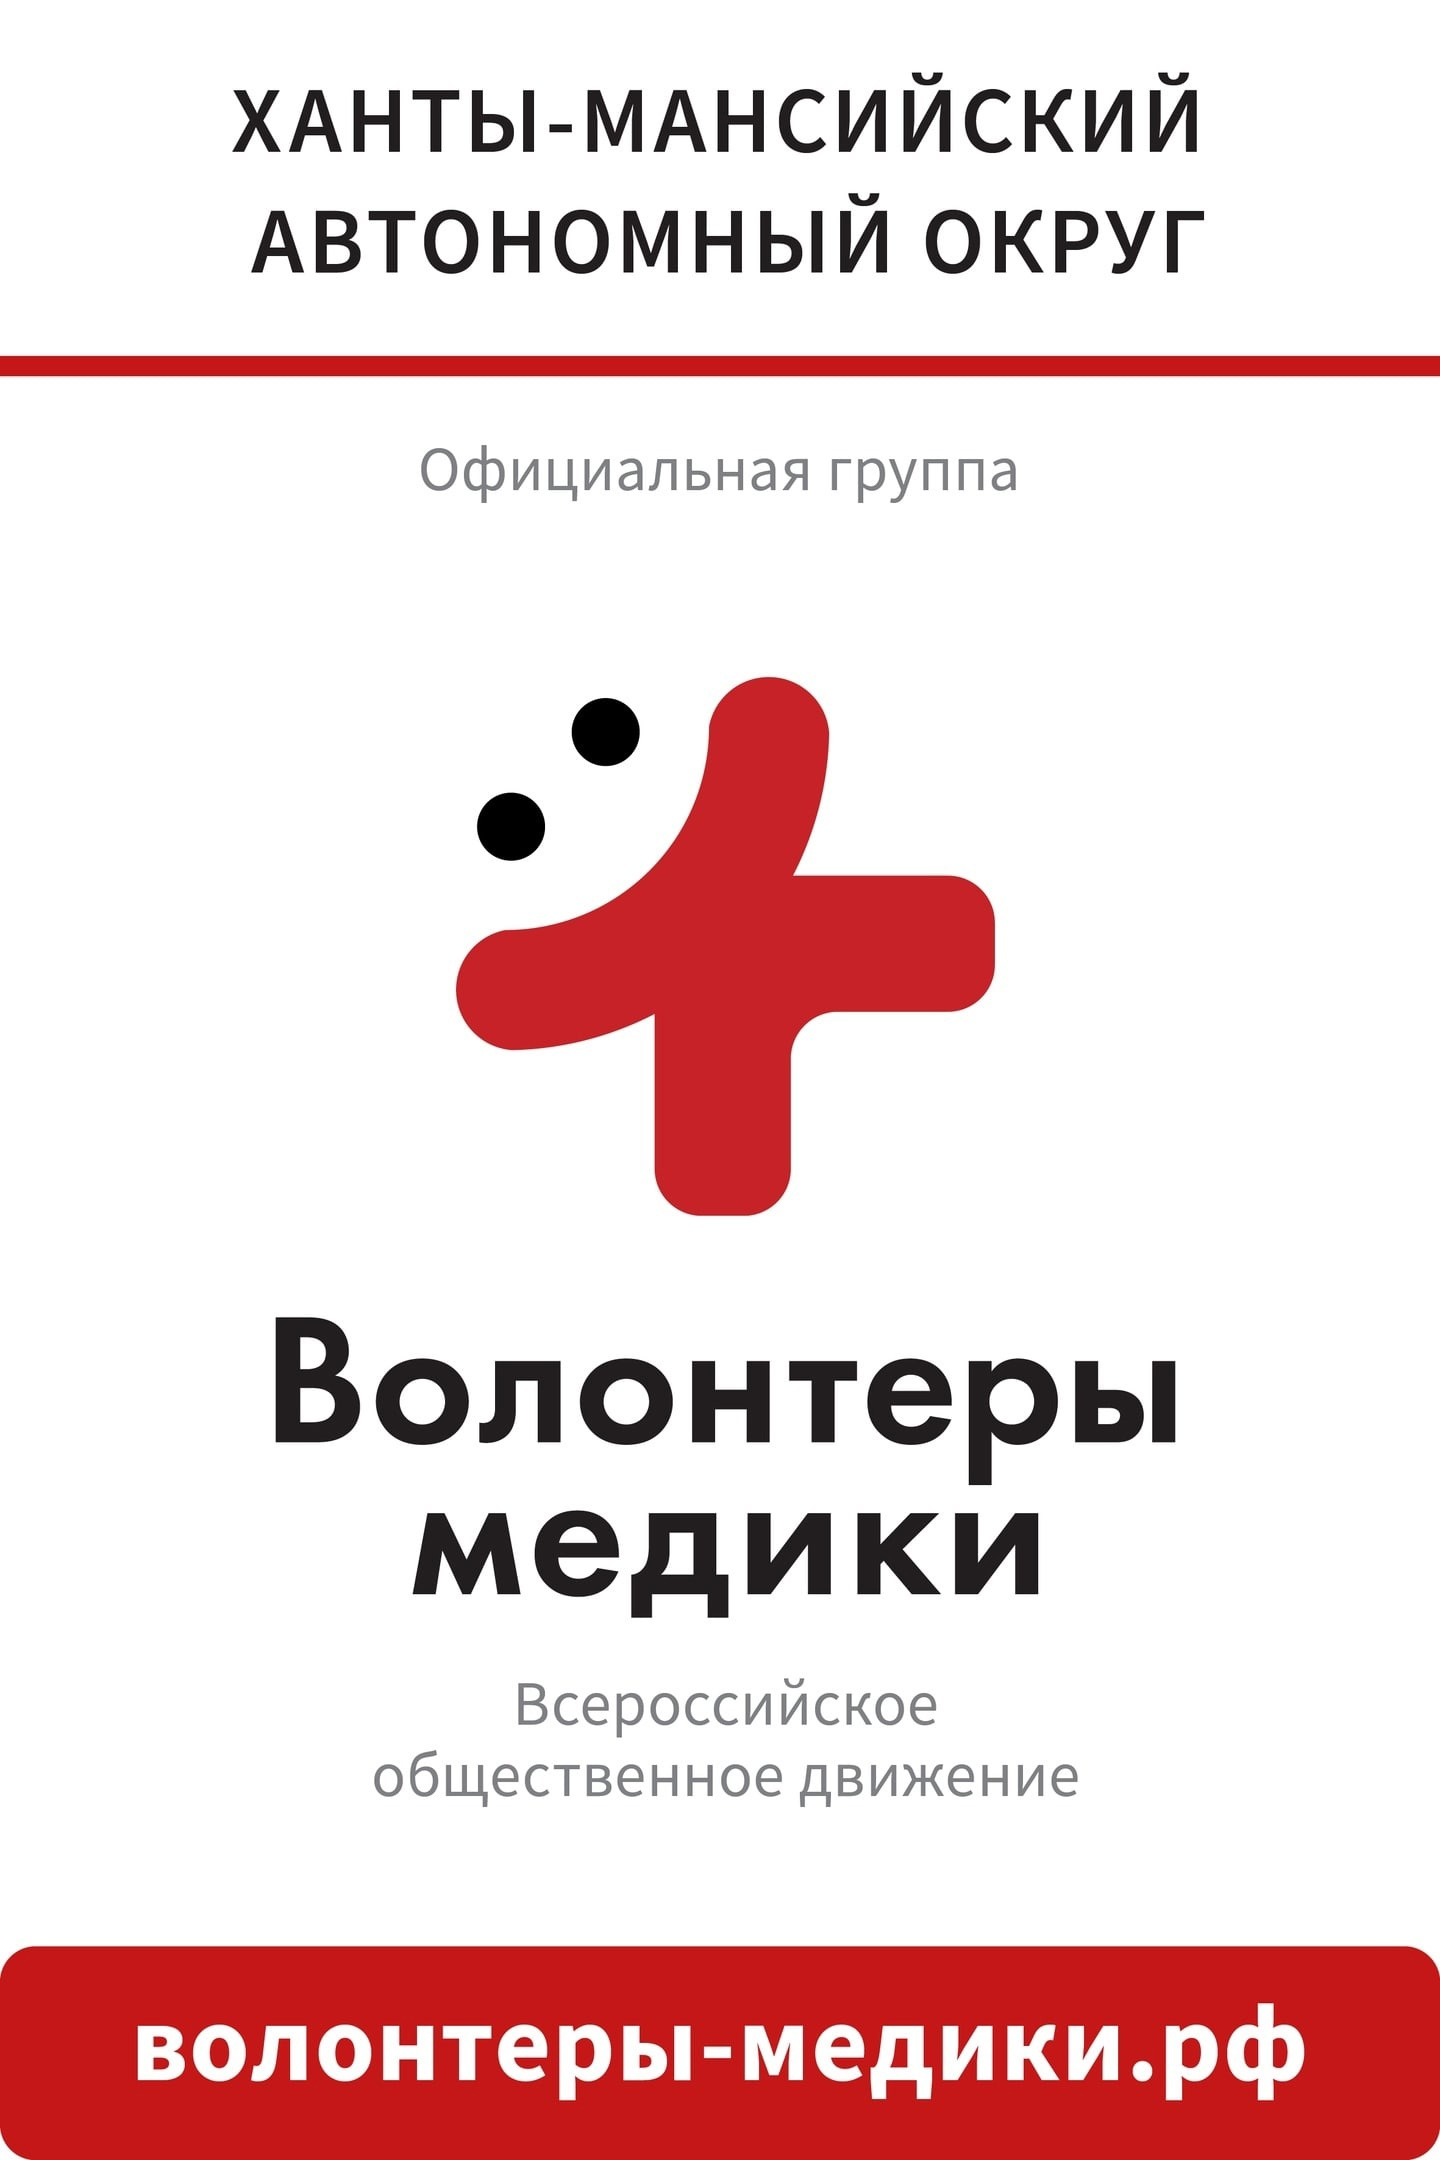 ХАНТЫ-МАНСИЙСКИЙ
АВТОНОМНЫЙ ОКРУГ
Официальная группа
Волонтеры
медики
Всероссийское
общественное движение
волонтеры-медики.рф